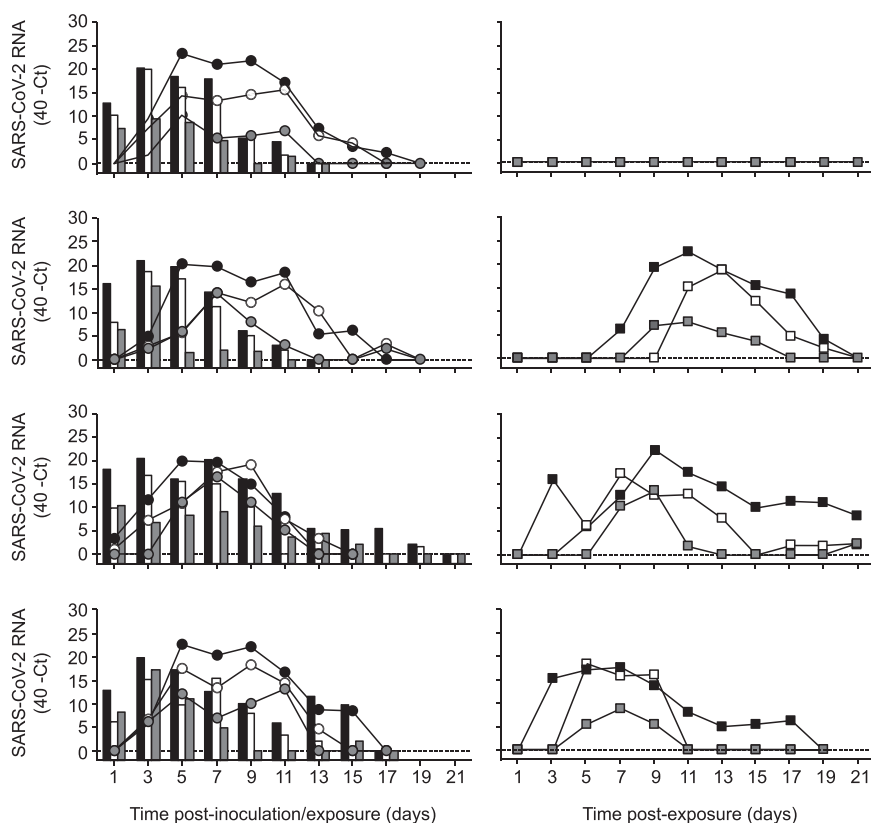 SARS-CoV-2 RNA
(40 -Ct)
30
25
20
15
10
5
0
SARS-CoV-2 RNA
(40 -Ct)
30
25
20
15
10
5
0
SARS-CoV-2 RNA
(40 -Ct)
30
25
20
15
10
5
0
SARS-CoV-2 RNA
(40 -Ct)
30
25
20
15
10
5
0
1 3 5 7 9 11 13 15 17 19 21
Time post-inoculation/exposure (days)
1 3 5 7 9 11 13 15 17 19 21
Time post-exposure (days)